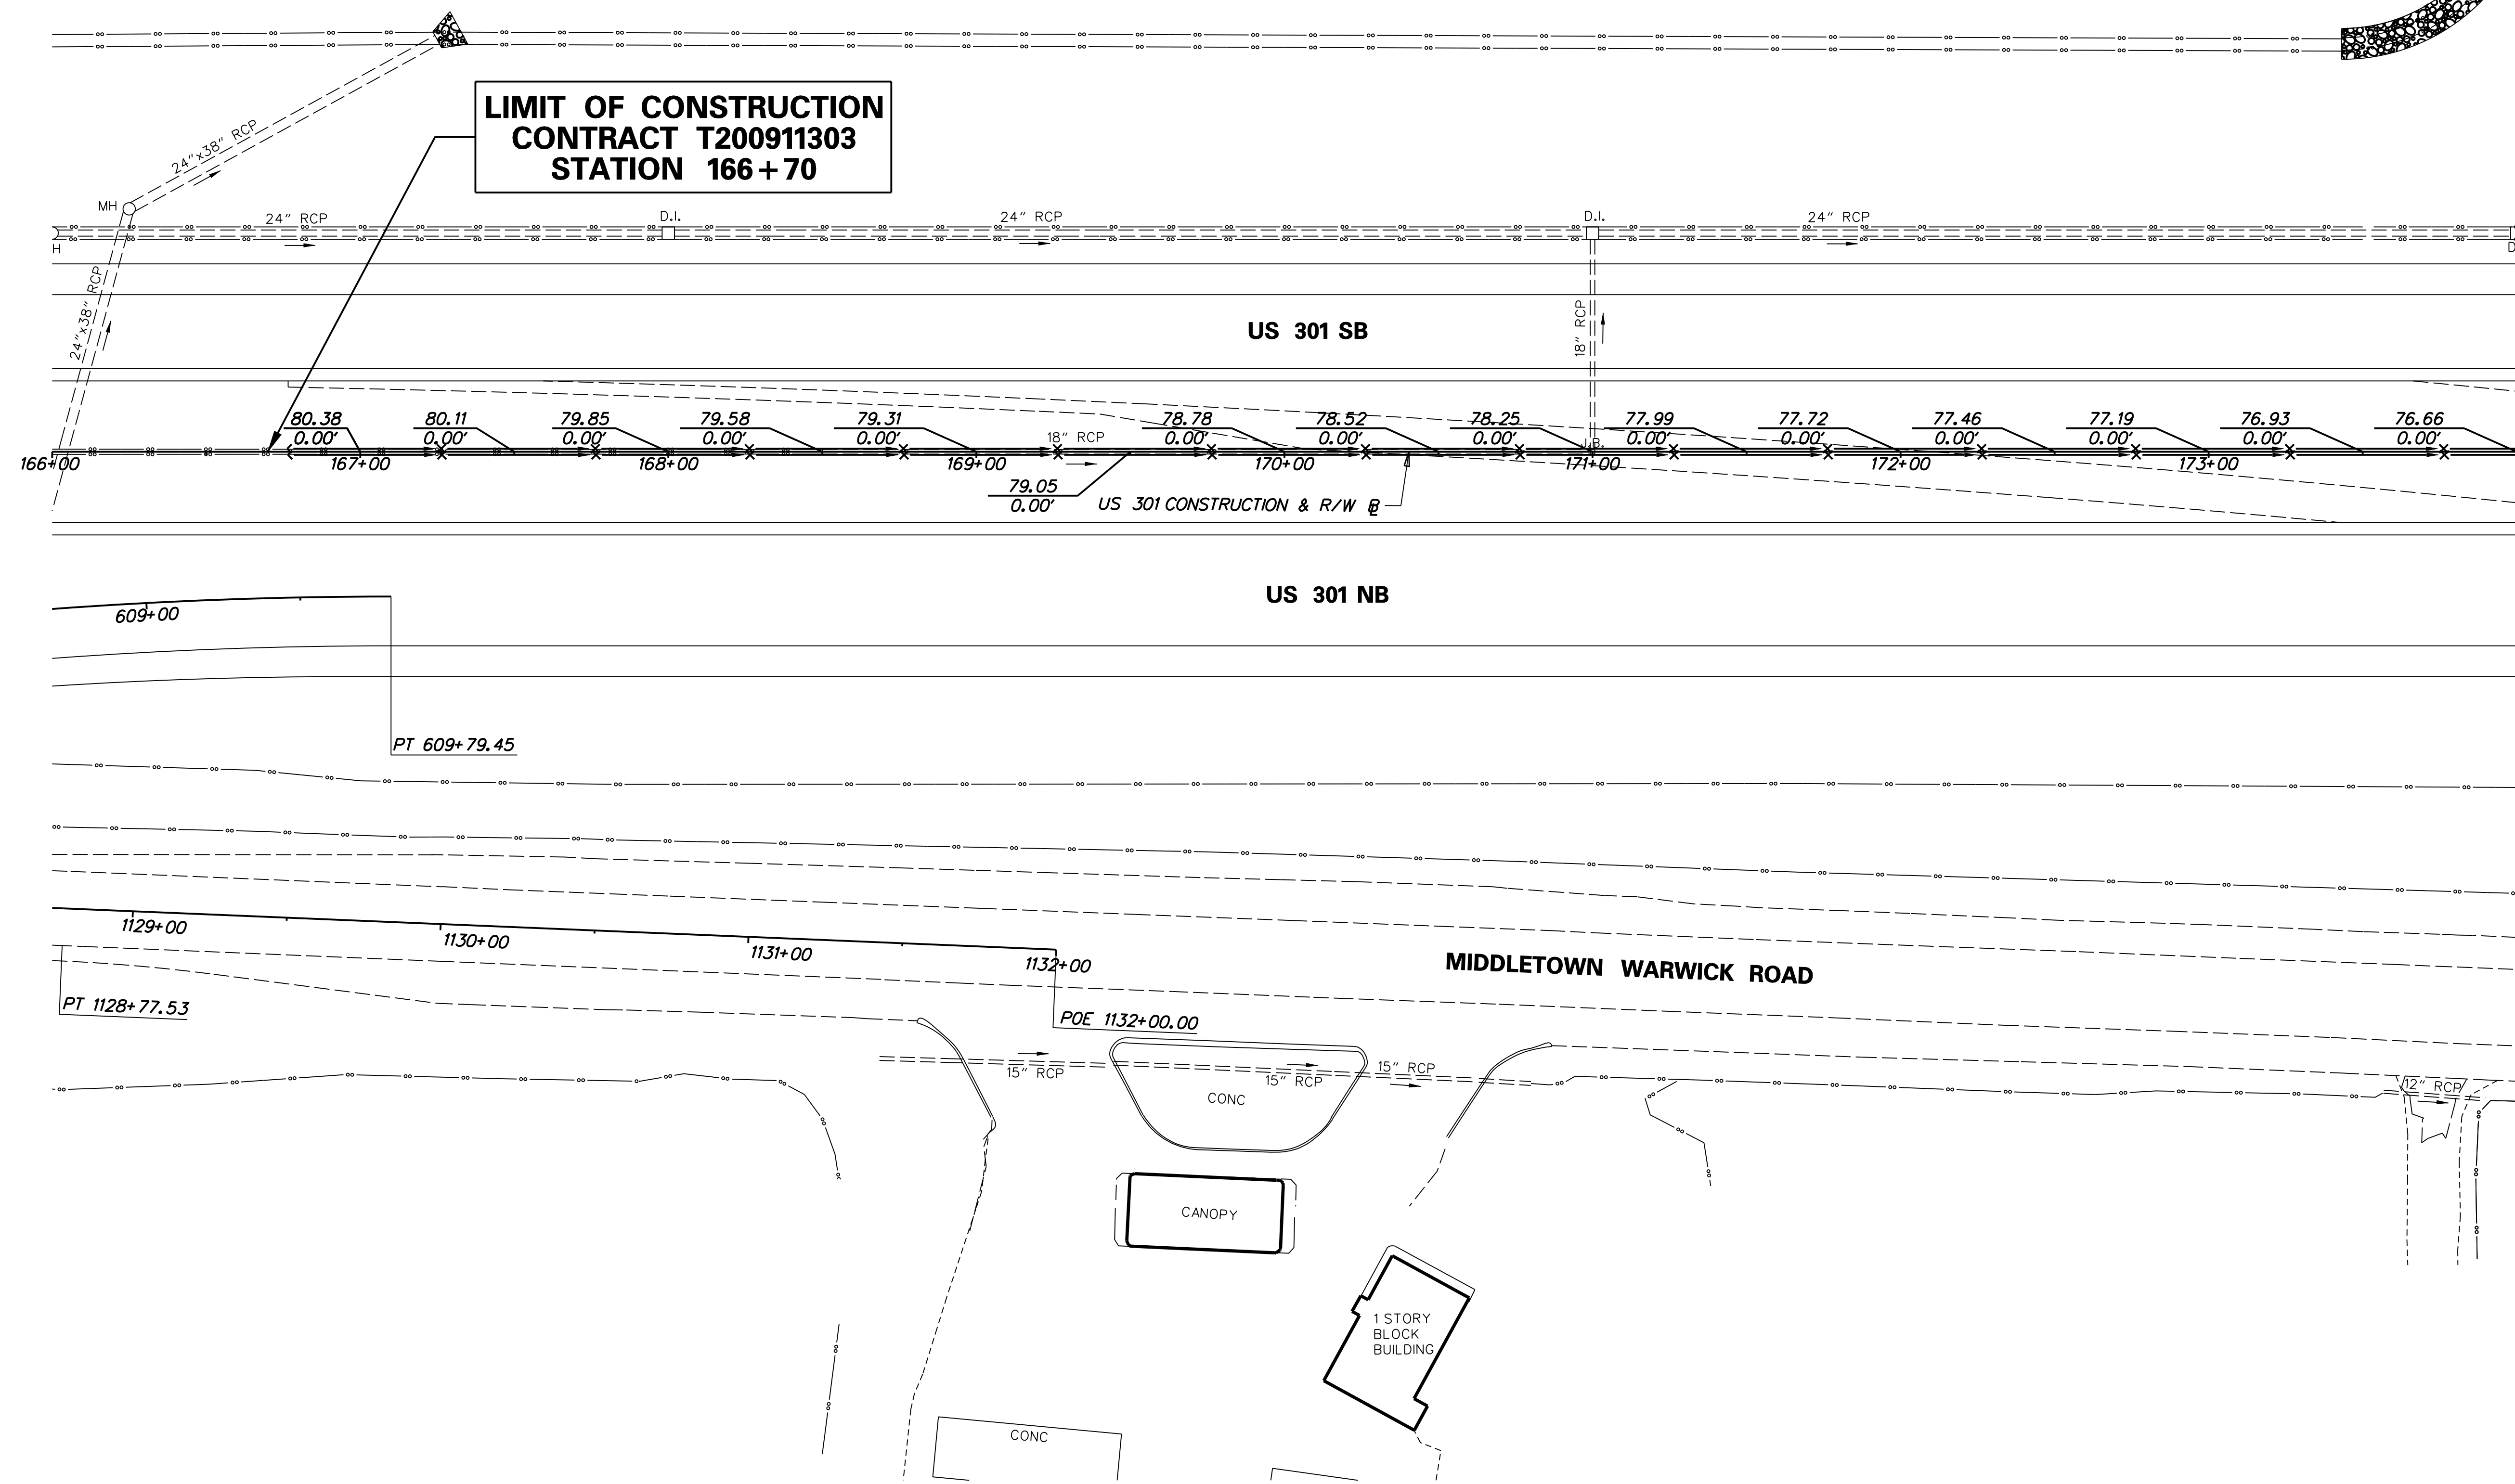 LIMIT OF CONSTRUCTION
CONTRACT T200911303
STATION 166+70
24"x38" RCP
MH
24" RCP
D.I.
24" RCP
D.I.
24" RCP
H
D
24"x38" RCP
18" RCP
US 301 SB
80.38
0.00'
80.11
0.00'
79.85
0.00'
79.58
0.00'
79.31
0.00'
18" RCP
78.78
0.00'
78.52
0.00'
78.25
0.00'
J.B.
77.99
0.00'
77.72
0.00'
77.46
0.00'
77.19
0.00'
76.93
0.00'
76.66
0.00'
166+00
167+00
168+00
169+00
170+00
171+00
172+00
173+00
79.05
0.00'
US 301 CONSTRUCTION & R/W BL
US 301 NB
609+00
PT 609+79.45
1129+00
1130+00
1131+00
1132+00
MIDDLETOWN WARWICK ROAD
PT 1128+77.53
POE 1132+00.00
15" RCP
15" RCP
15" RCP
12" RCP
CONC
CANOPY
1 STORY
BLOCK
BUILDING
CONC